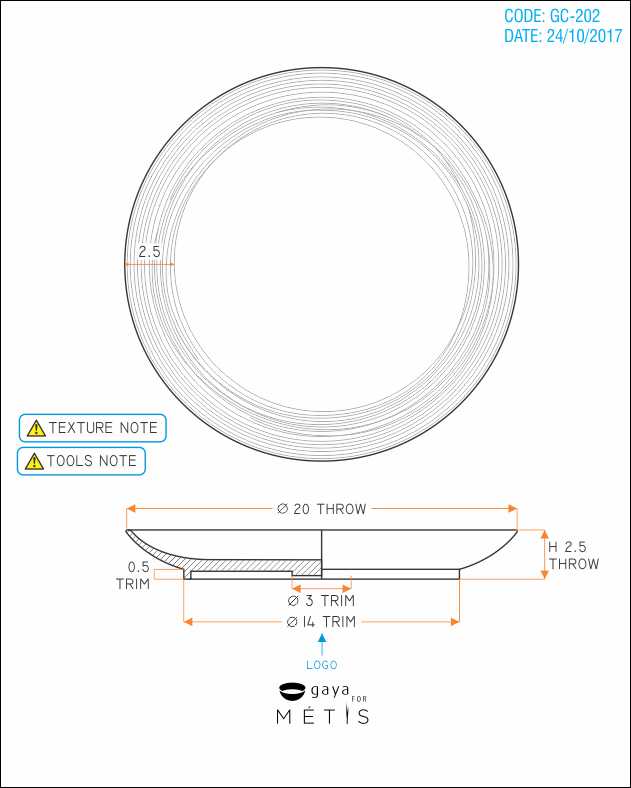 CODE: GC-202
DATE: 24/10/2017
2.5
TEXTURE NOTE
TOOLS NOTE
Ø 20 THROW
H 2.5
THROW
0.5
TRIM
Ø 3 TRIM
Ø 14 TRIM
LOGO
gaya
FOR
MÉTIS